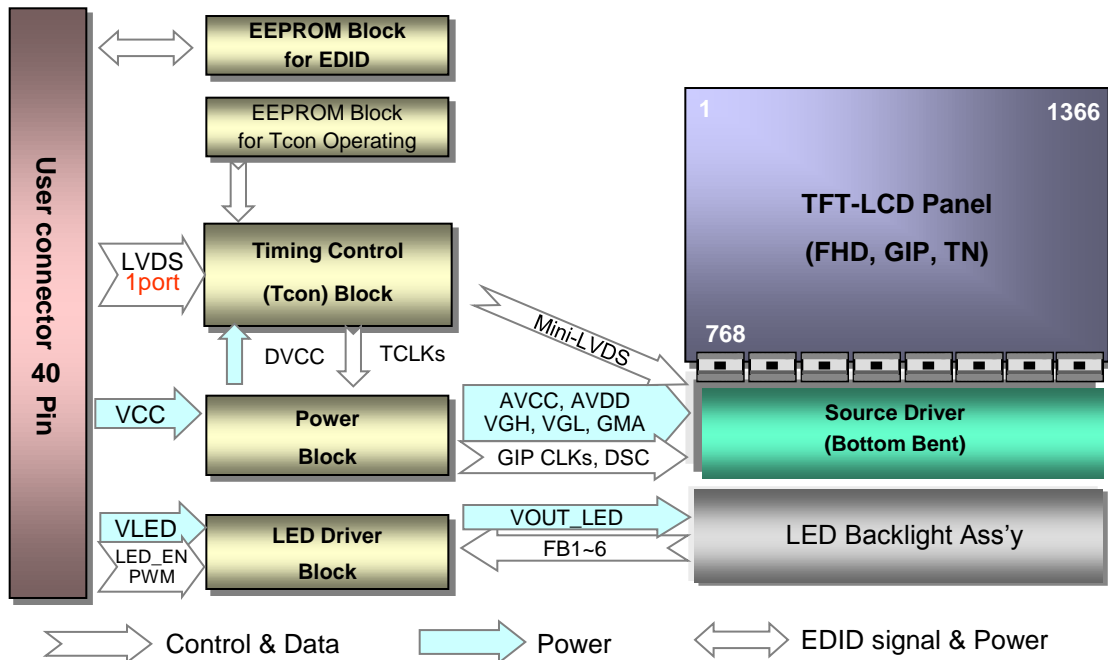 EEPROM Block
for EDID
EEPROM Block
for Tcon Operating
User connector 40
Pin
LVDS
1port
Timing Control
(Tcon) Block
DVCC
TCLKs
Mini-LVDS
1
1366
TFT-LCD Panel
(FHD, GIP, TN)
768
VCC
Power
Block
AVCC, AVDD
VGH, VGL, GMA
GIP CLKs, DSC
Source Driver
(Bottom Bent)
VLED
LED_EN
PWM
LED Driver
Block
VOUT_LED
FB1~6
LED Backlight Ass'y
Control & Data
Power
EDID signal & Power